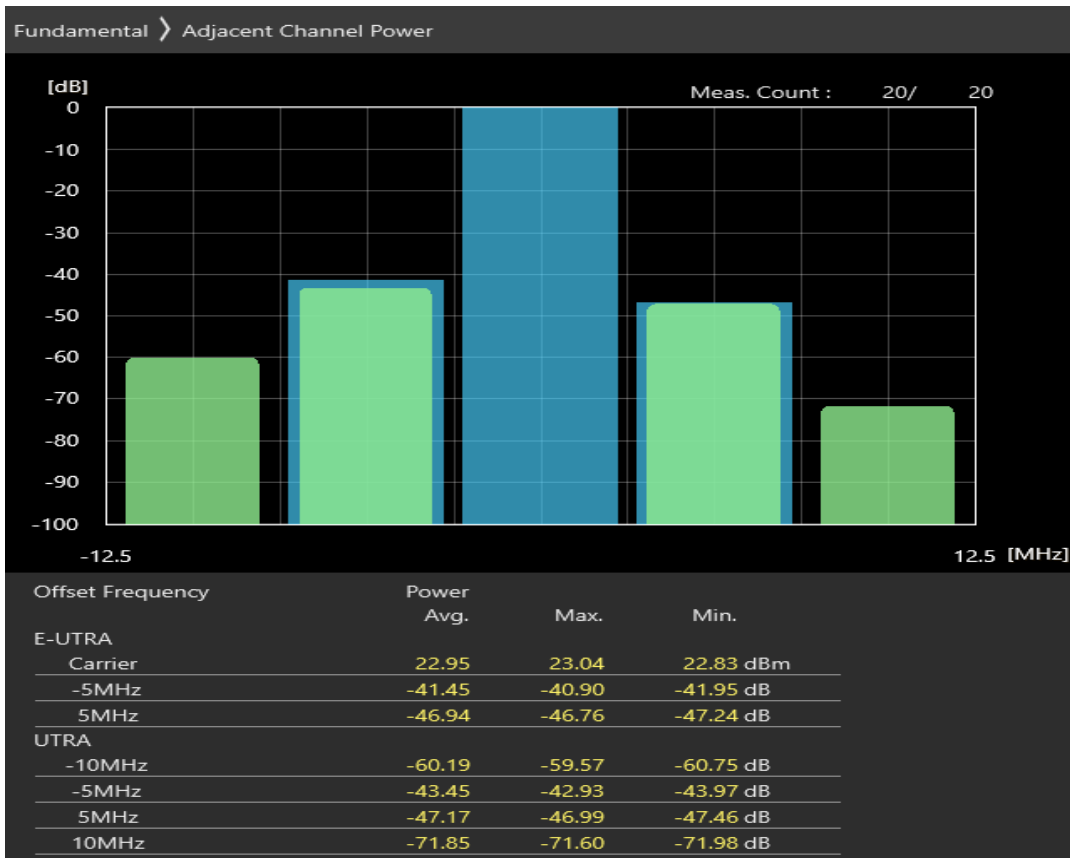 Fundamental ❯ Adjacent Channel Power
[dB]
Meas. Count : 20/ 20
0
-10
-20
-30
-40
-50
-60
-70
-80
-90
-100
-12.5 12.5 [MHz]
Offset Frequency Power
Avg. Max. Min.
E-UTRA
Carrier 22.95 23.04 22.83 dBm
-5MHz -41.45 -40.90 -41.95 dB
5MHz -46.94 -46.76 -47.24 dB
UTRA
-10MHz -60.19 -59.57 -60.75 dB
-5MHz -43.45 -42.93 -43.97 dB
5MHz -47.17 -46.99 -47.46 dB
10MHz -71.85 -71.60 -71.98 dB